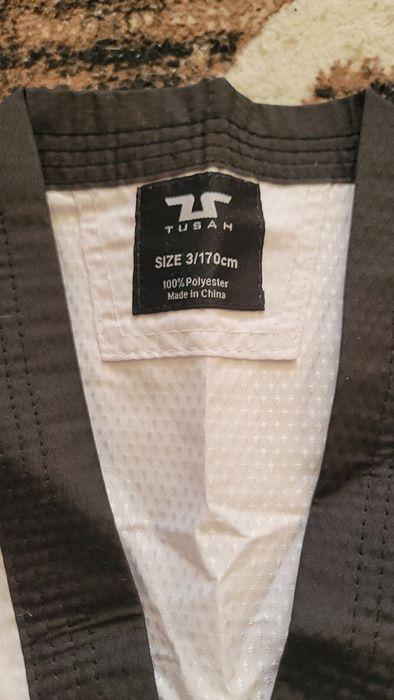 TUSAH
SIZE 3/170cm
100% Polyester
Made in China